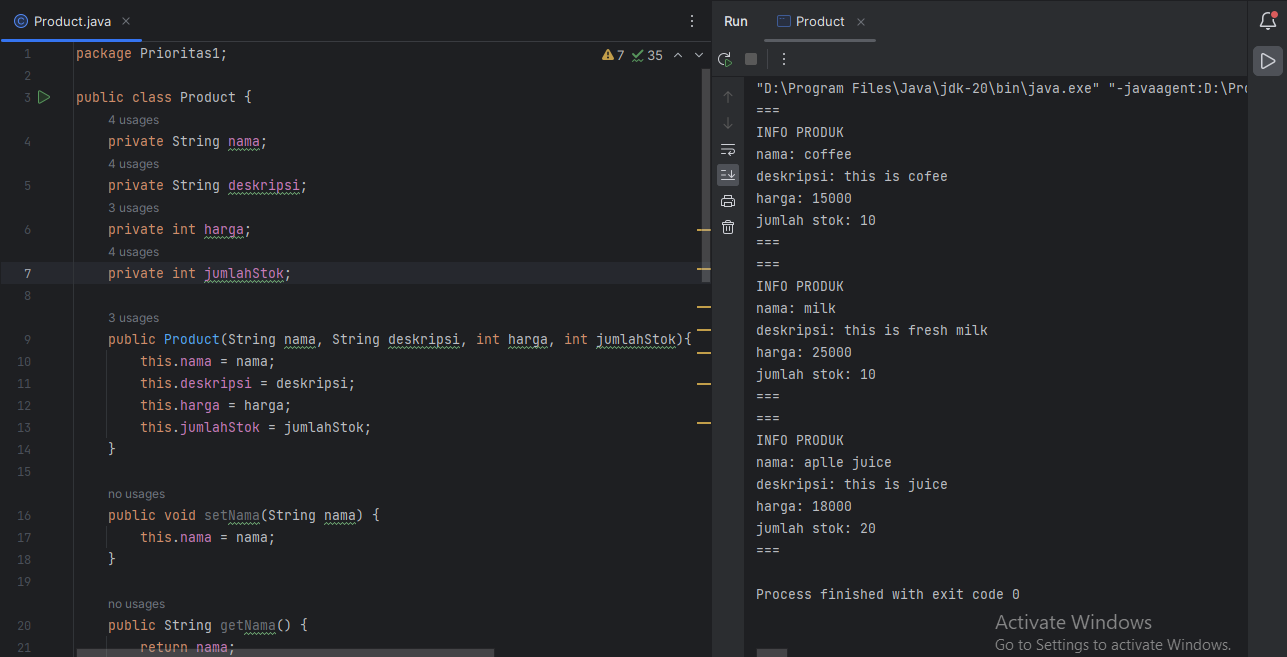 Product.java
7 35
1 package Prioritas1;
2
3 public class Product {
4 usages
4 private String nama;
4 usages
5 private String deskripsi;
3 usages
6 private int harga;
4 usages
7 private int jumlahStok;
8
3 usages
9 public Product(String nama, String deskripsi, int harga, int jumlahStok){
10 this.nama = nama;
11 this.deskripsi = deskripsi;
12 this.harga = harga;
13 this.jumlahStok = jumlahStok;
14 }
15
no usages
16 public void setNama(String nama) {
17 this.nama = nama;
18 }
19
no usages
20 public String getNama() {
21 return nama;
Run Product
"D:\Program Files\Java\jdk-20\bin\java.exe" "-javaagent:D:\Pro
===
INFO PRODUK
nama: coffee
deskripsi: this is cofee
harga: 15000
jumlah stok: 10
===
===
INFO PRODUK
nama: milk
deskripsi: this is fresh milk
harga: 25000
jumlah stok: 10
===
===
INFO PRODUK
nama: aplle juice
deskripsi: this is juice
harga: 18000
jumlah stok: 20
===
Process finished with exit code 0
Activate Windows
Go to Settings to activate Windows.